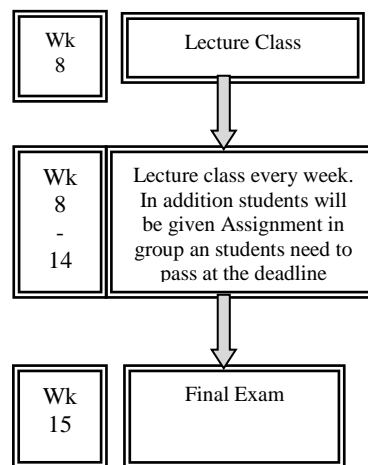 Wk
8
Lecture Class
Wk
8
-
14
Lecture class every week.
In addition students will
be given Assignment in
group an students need to
pass at the deadline
Wk
15
Final Exam